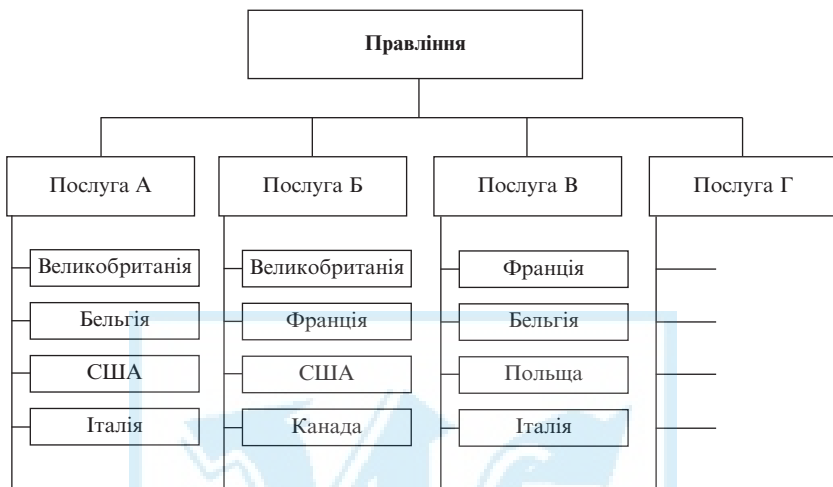 Правління
Послуга А Послуга Б Послуга В Послуга Г
Великобританія Великобританія Франція
Бельгія Франція Бельгія
США США Польща
Італія Канада Італія